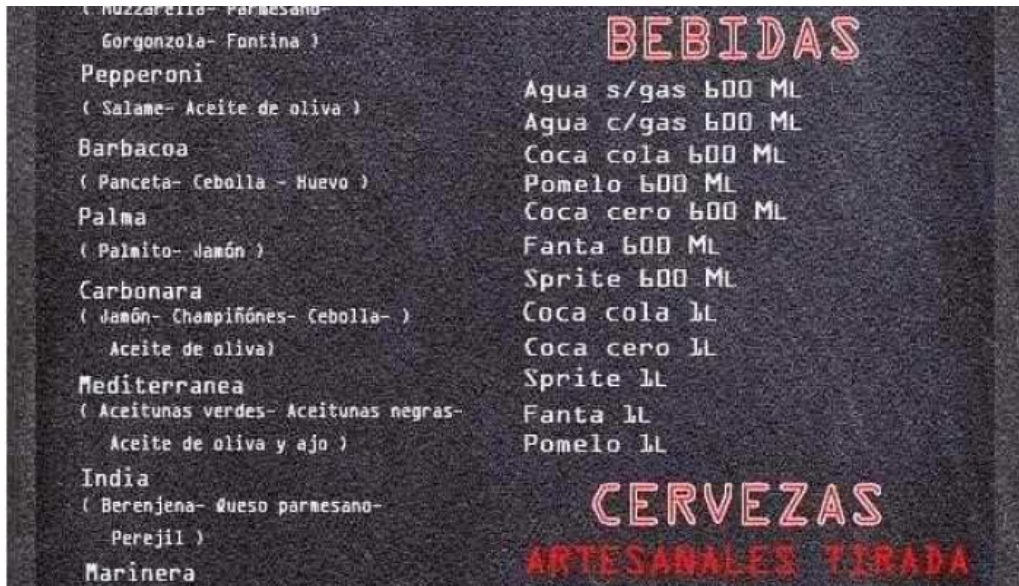 ( Muzzarella- Parmesano-
Gorgonzola- Fontina )
Pepperoni
( Salame- Aceite de oliva )
Barbacoa
( Panceta- Cebolla - Huevo )
Palma
( Palmito- Jamón )
Carbonara
( Jamón- Champiñónes- Cebolla- )
Aceite de oliva)
Mediterranea
( Aceitunas verdes- Aceitunas negras-
Aceite de oliva y ajo )
India
( Berenjena- Queso parmesano-
Perejil )
Marinera
BEBIDAS
Agua s/gas 600 ML
Agua c/gas 600 ML
Coca cola 600 ML
Pomelo 600 ML
Coca cero 600 ML
Fanta 600 ML
Sprite 600 ML
Coca cola 1L
Coca cero 1L
Sprite 1L
Fanta 1L
Pomelo 1L
CERVEZAS
ARTESANALES TIRADA